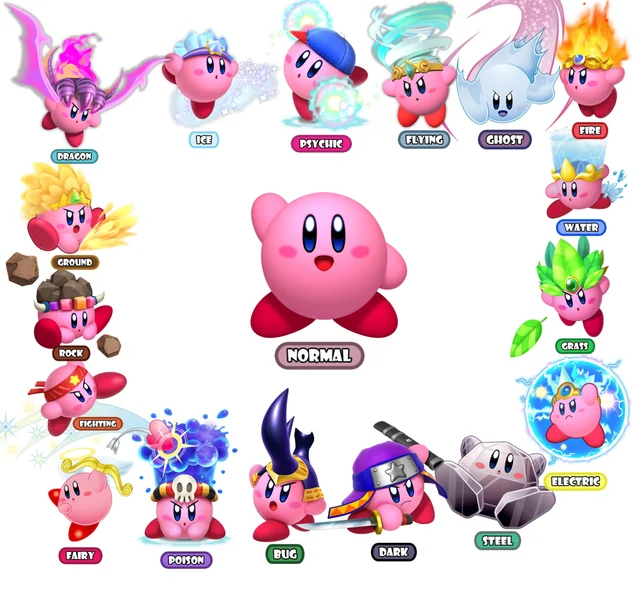 DRAGON
ICE
PSYCHIC
FLYING
GHOST
FIRE
WATER
GROUND
ROCK
GRASS
NORMAL
FIGHTING
ELECTRIC
FAIRY
POISON
BUG
DARK
STEEL